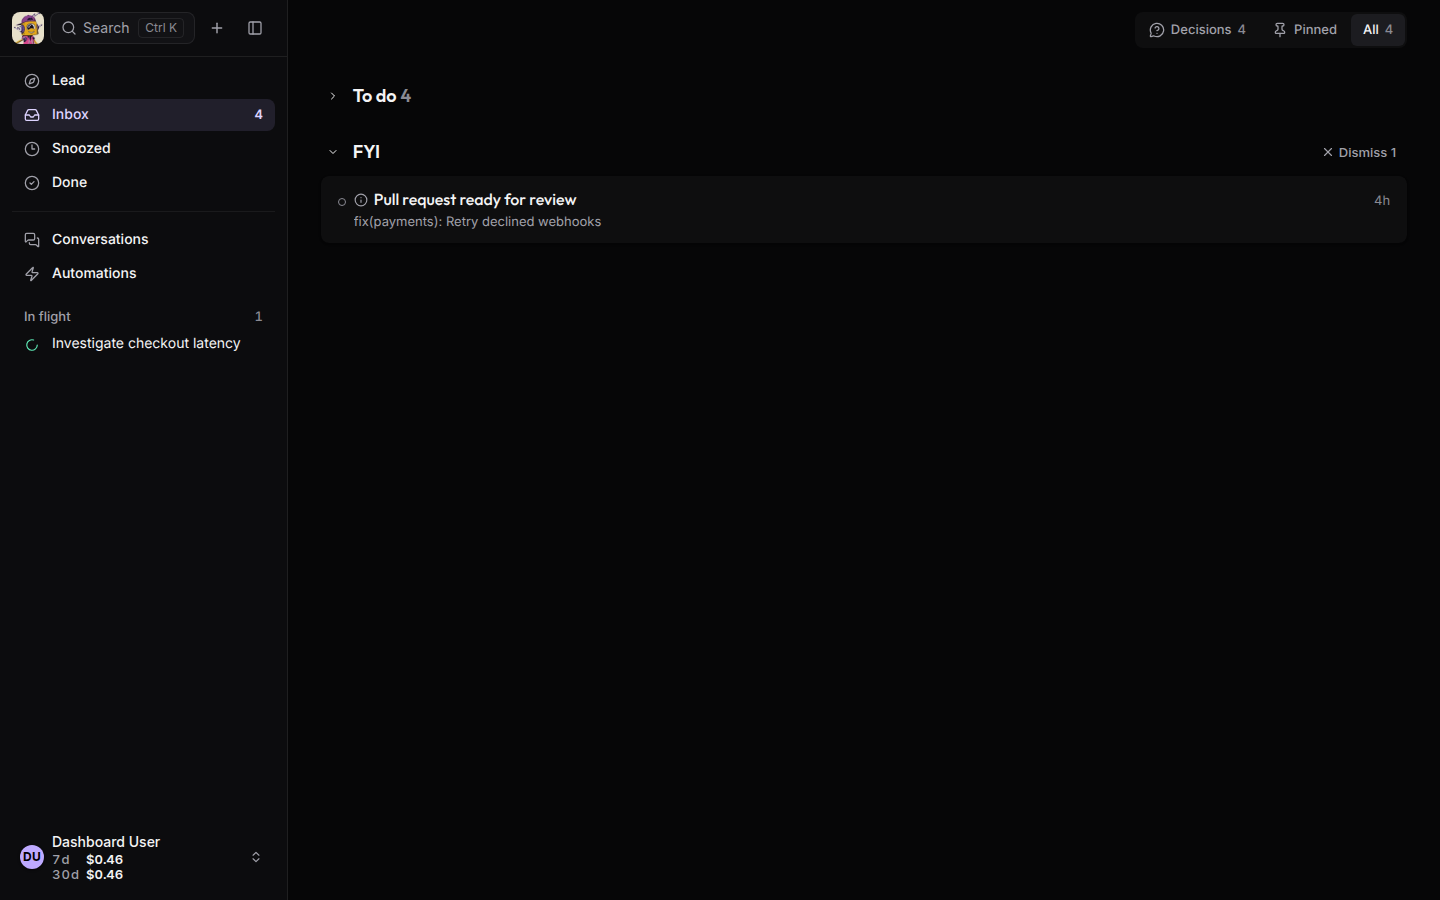 Search Ctrl K
Lead
Inbox 4
Snoozed
Done
Conversations
Automations
In flight 1
Investigate checkout latency
DU Dashboard User
7d $0.46
30d $0.46
Decisions 4 Pinned All 4
To do 4
FYI Dismiss 1
Pull request ready for review 4h
fix(payments): Retry declined webhooks